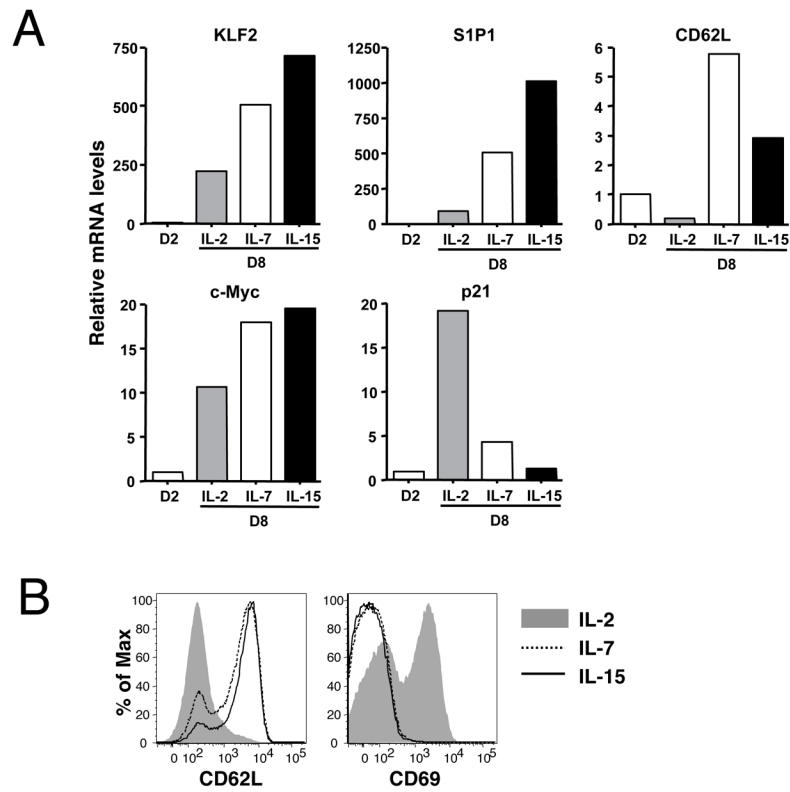 A
KLF2
S1P1
CD62L
Relative mRNA levels
750
500
250
0
D2 IL-2 IL-7 IL-15
D8
1250
1000
750
500
250
0
D2 IL-2 IL-7 IL-15
D8
6
5
4
3
2
1
0
D2 IL-2 IL-7 IL-15
D8
c-Myc
p21
20
15
10
5
0
D2 IL-2 IL-7 IL-15
D8
20
15
10
5
0
D2 IL-2 IL-7 IL-15
D8
B
% of Max
100
80
60
40
20
0
0 10² 10³ 10⁴ 10⁵
CD62L
100
80
60
40
20
0
0 10² 10³ 10⁴ 10⁵
CD69
IL-2
IL-7
IL-15